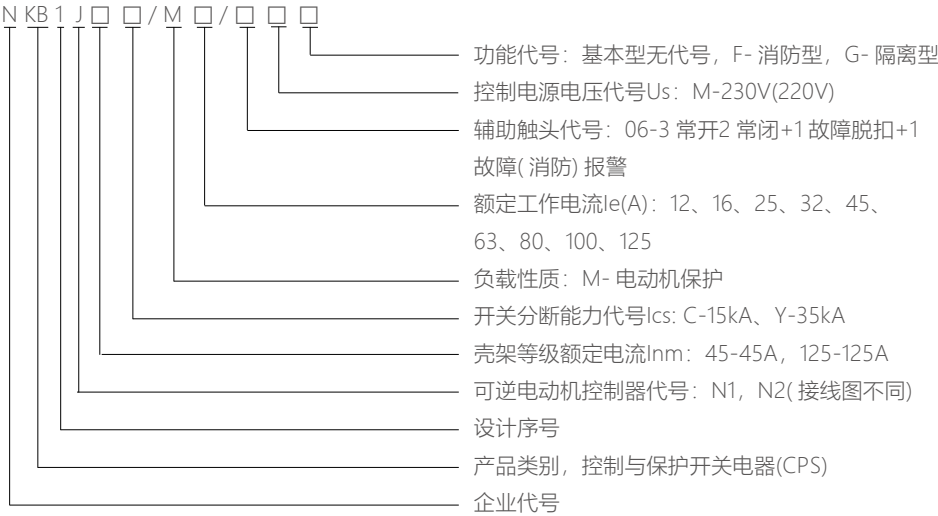 N KB 1 J □ □ / M □ / □ □ □
功能代号：基本型无代号，F- 消防型，G- 隔离型
控制电源电压代号Us：M-230V(220V)
辅助触头代号：06-3 常开2 常闭+1 故障脱扣+1
故障( 消防) 报警
额定工作电流Ie(A)：12、16、25、32、45、
63、80、100、125
负载性质：M- 电动机保护
开关分断能力代号Ics: C-15kA、Y-35kA
壳架等级额定电流Inm：45-45A，125-125A
可逆电动机控制器代号：N1，N2( 接线图不同)
设计序号
产品类别，控制与保护开关电器(CPS)
企业代号